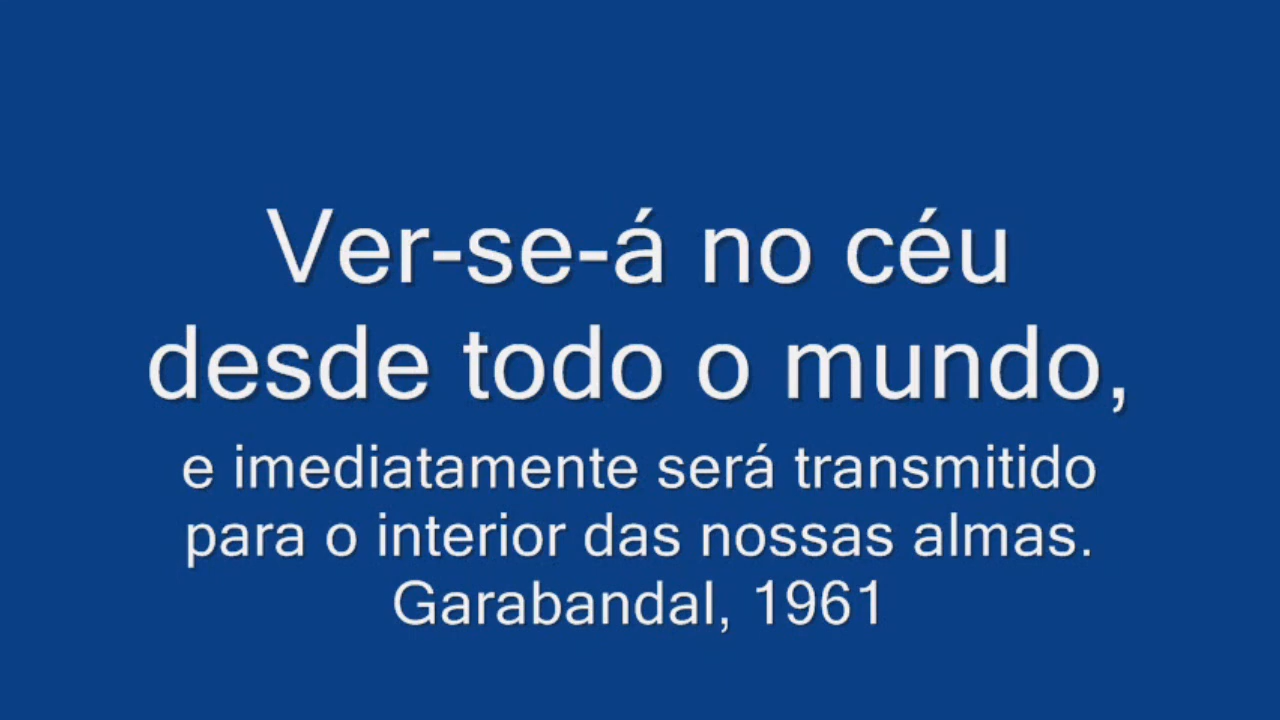 Ver-se-á no céu
desde todo o mundo,
e imediatamente será transmitido
para o interior das nossas almas.
Garabandal, 1961